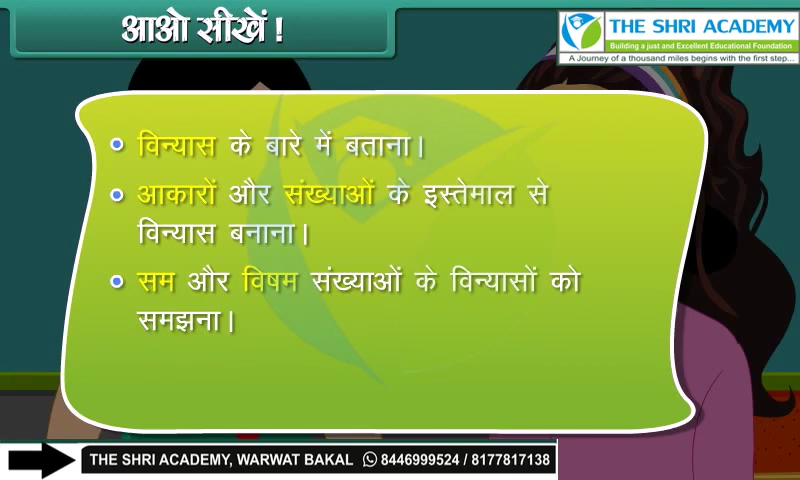 आओ सीखें!
THE SHRI ACADEMY
Building a just and Excellent Educational Foundation
A Journey of a thousand miles begins with the first step...
विन्यास के बारे में बताना।
आकारों और संख्याओं के इस्तेमाल से
विन्यास बनाना।
सम और विषम संख्याओं के विन्यासों को
समझना।
THE SHRI ACADEMY, WARWAT BAKAL 8446999524 / 8177817138